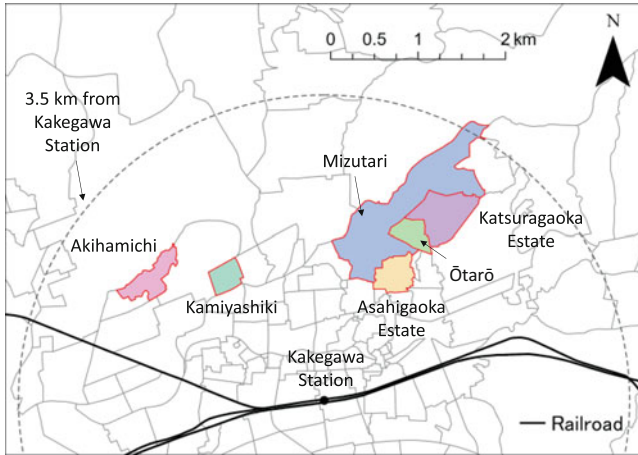 N
0 0.5 1 2 km
3.5 km from
Kakegawa
Station
Mizutari
Katsuragaoka
Estate
Akihamichi
Ōtarō
Kamiyashiki
Asahigaoka
Estate
Kakegawa
Station
Railroad